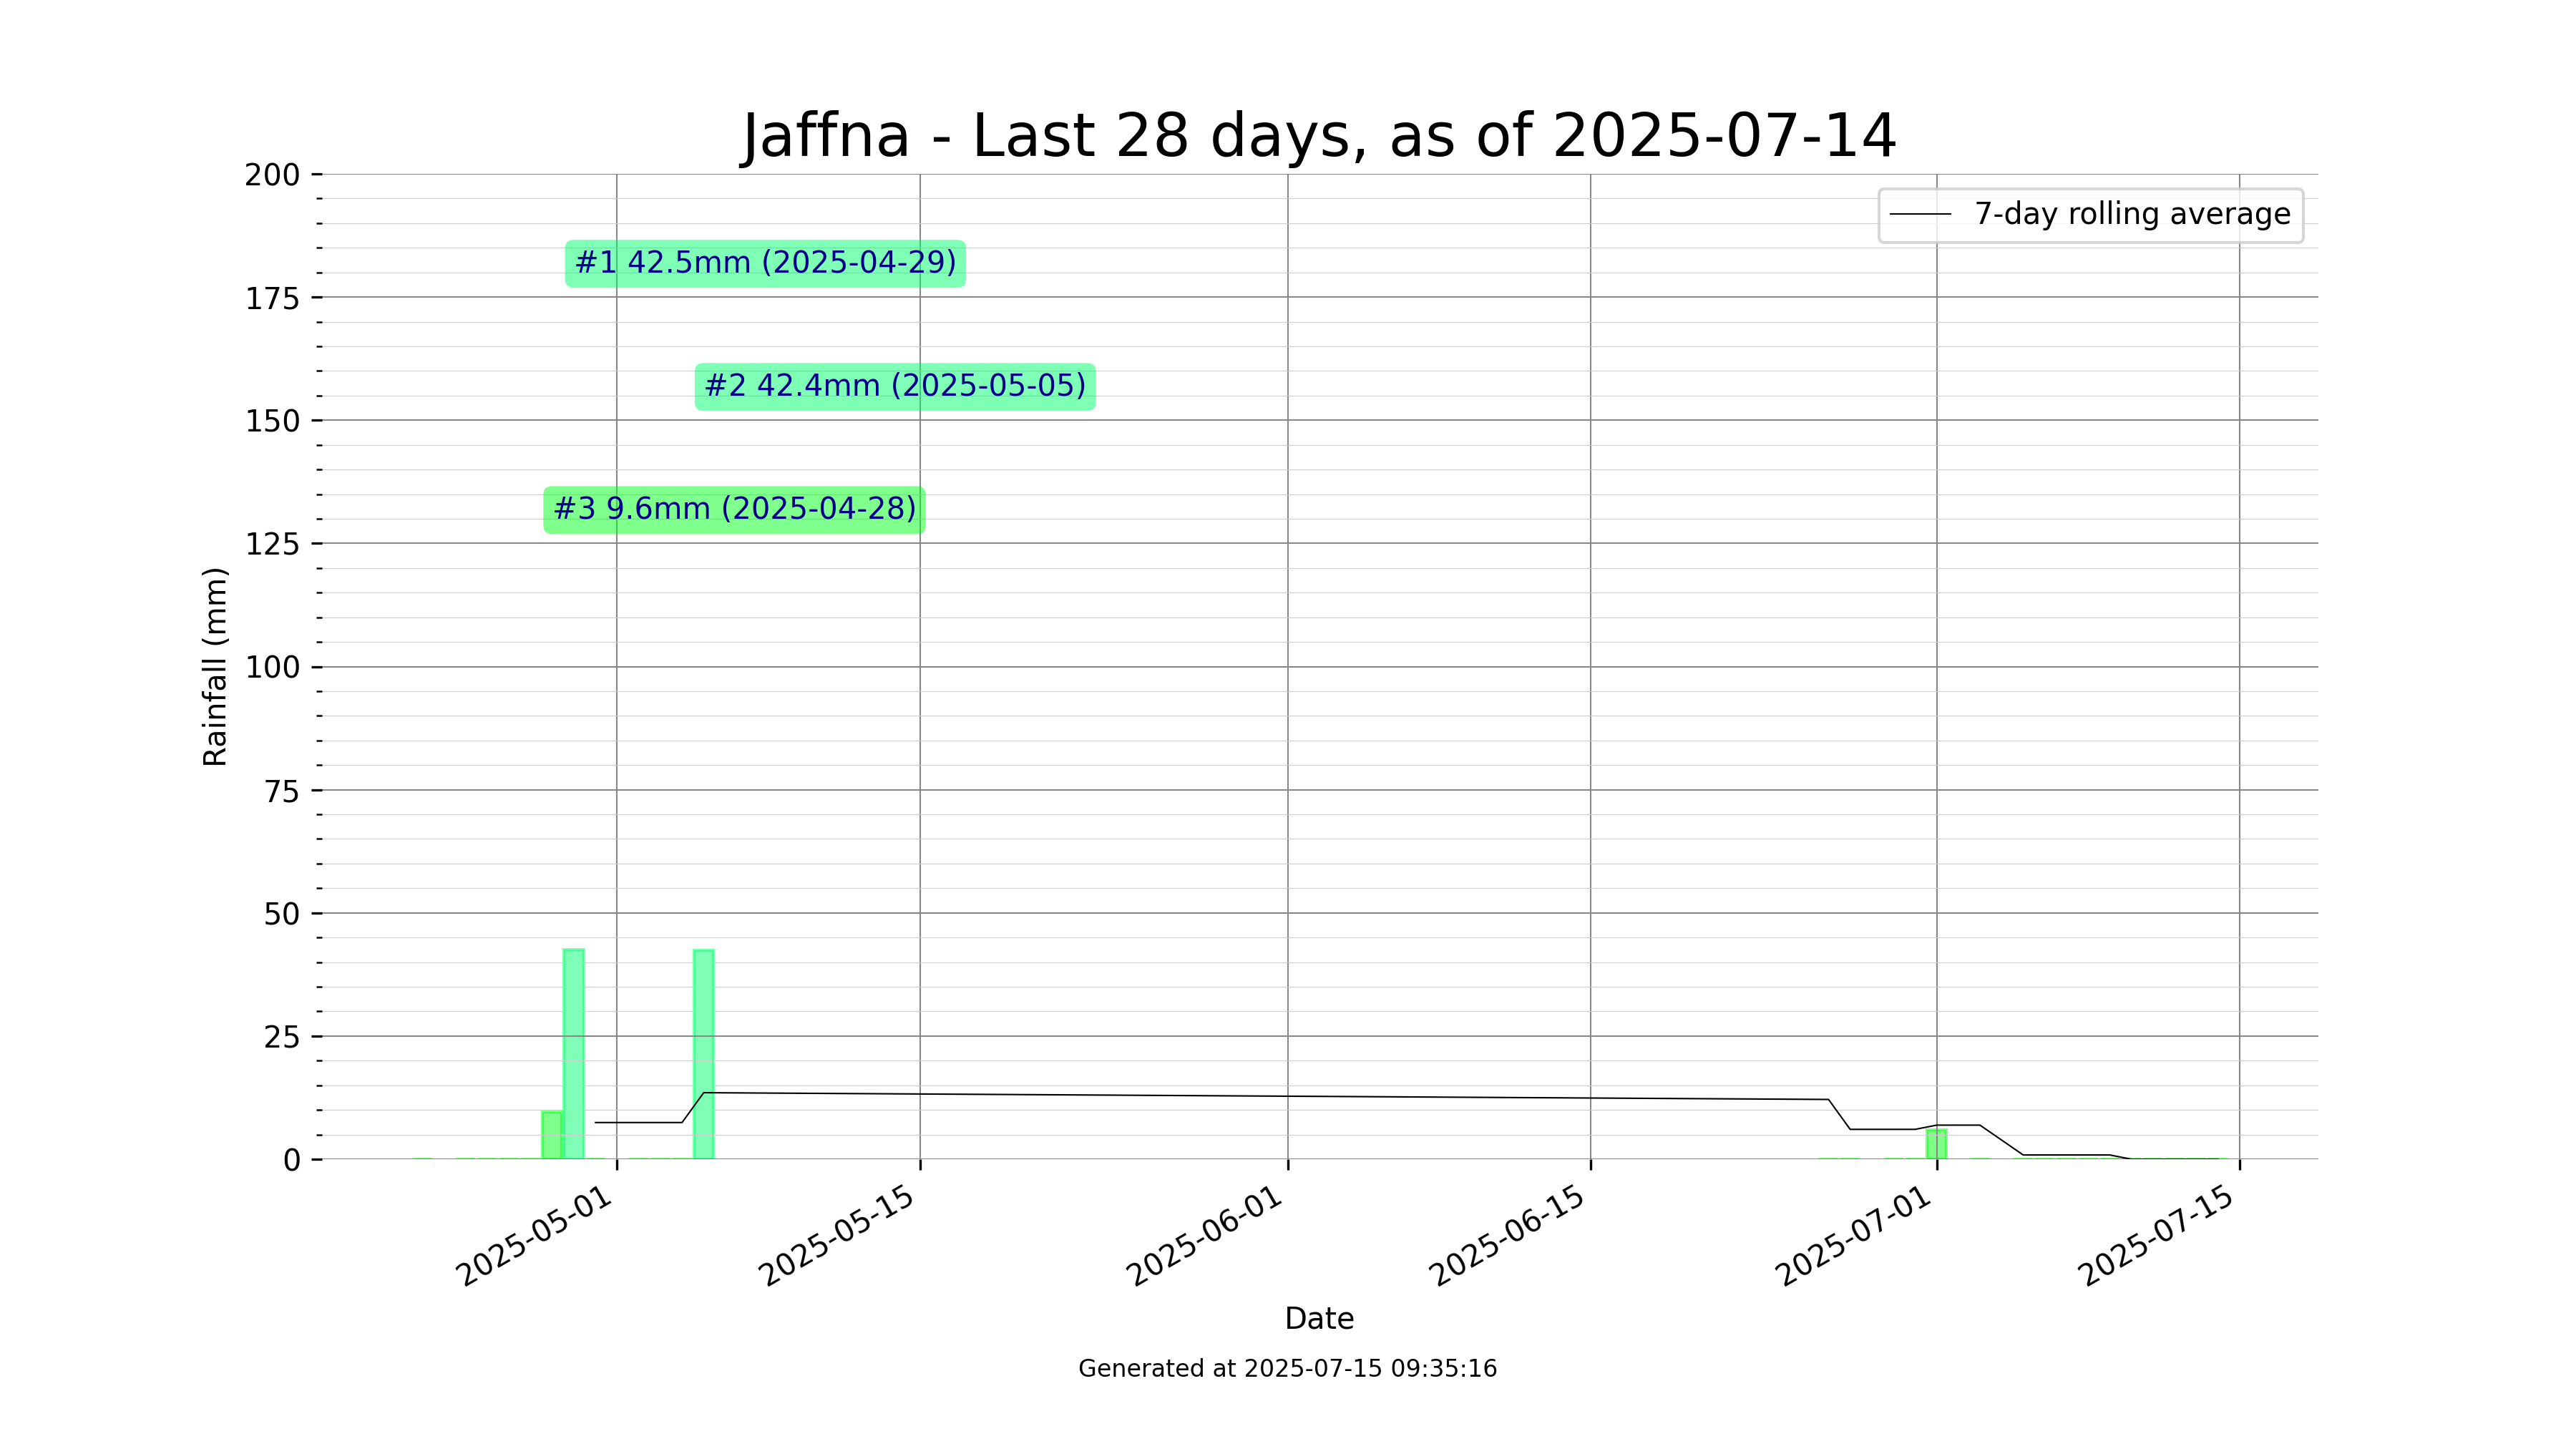 Jaffna - Last 28 days, as of 2025-07-14
7-day rolling average
#1 42.5mm (2025-04-29)
#2 42.4mm (2025-05-05)
#3 9.6mm (2025-04-28)
Rainfall (mm)
200
175
150
125
100
75
50
25
0
2025-05-01
2025-05-15
2025-06-01
2025-06-15
2025-07-01
2025-07-15
Date
Generated at 2025-07-15 09:35:16